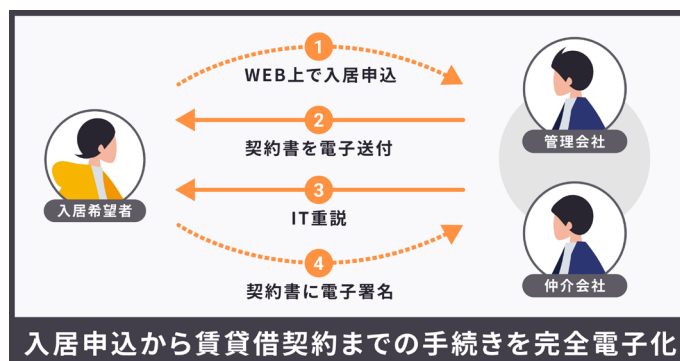 1
WEB上で入居申込
2
契約書を電子送付
管理会社
3
IT重説
入居希望者
4
契約書に電子署名
仲介会社
入居申込から賃貸借契約までの手続きを完全電子化